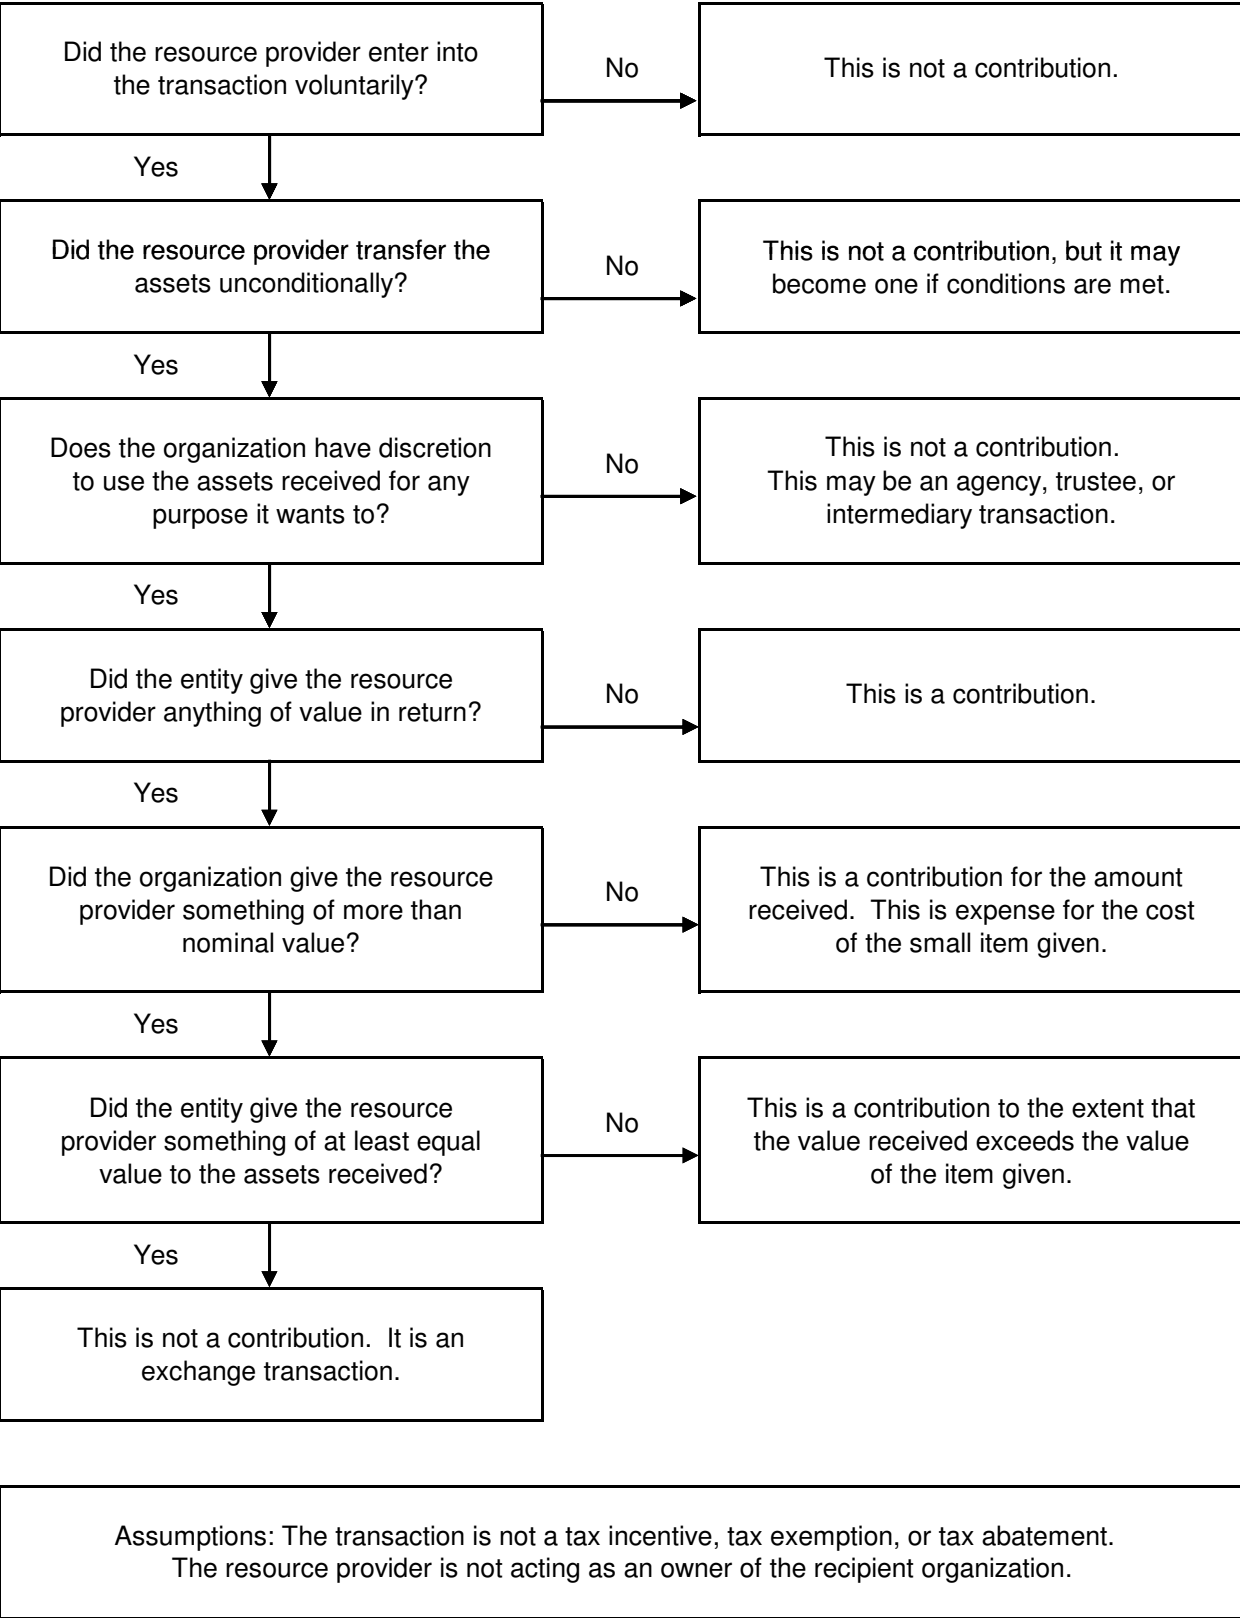 Did the resource provider enter into
the transaction voluntarily?
No
This is not a contribution.
Yes
Did the resource provider transfer the
assets unconditionally?
No
This is not a contribution, but it may
become one if conditions are met.
Yes
Does the organization have discretion
to use the assets received for any
purpose it wants to?
No
This is not a contribution.
This may be an agency, trustee, or
intermediary transaction.
Yes
Did the entity give the resource
provider anything of value in return?
No
This is a contribution.
Yes
Did the organization give the resource
provider something of more than
nominal value?
No
This is a contribution for the amount
received.  This is expense for the cost
of the small item given.
Yes
Did the entity give the resource
provider something of at least equal
value to the assets received?
No
This is a contribution to the extent that
the value received exceeds the value
of the item given.
Yes
This is not a contribution.  It is an
exchange transaction.
Assumptions: The transaction is not a tax incentive, tax exemption, or tax abatement.
The resource provider is not acting as an owner of the recipient organization.